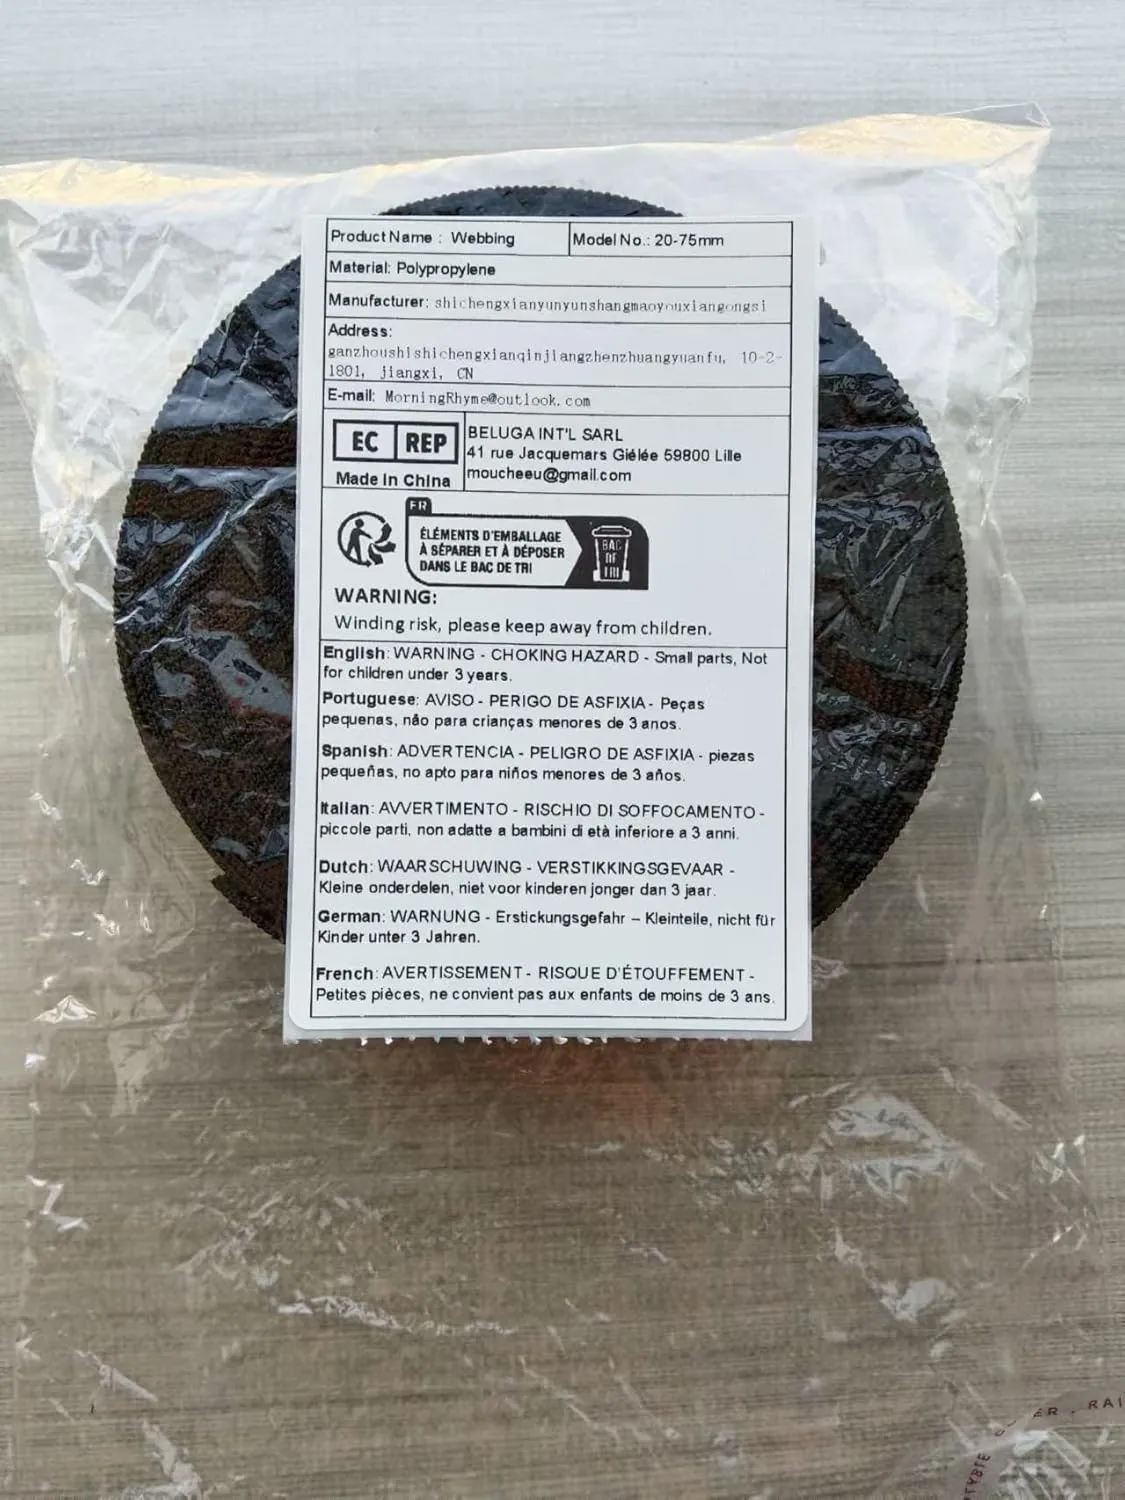 Product Name : Webbing
Model No.: 20-75mm
Material: Polypropylene
Manufacturer: shichengxianyunyunshangmaoyouxiangongsi
Address:
ganzhoushishichengxianqinjiangzhenzhuangyuanfu, 10-2-
1801, jiangxi, CN
E-mail: MorningRhyme@outlook.com
EC REP
Made in China
BELUGA INT'L SARL
41 rue Jacquemars Giélée 59800 Lille
moucheeu@gmail.com
FR
ÉLÉMENTS D'EMBALLAGE
À SÉPARER ET À DÉPOSER
DANS LE BAC DE TRI
BAC
DE
TRI
WARNING:
Winding risk, please keep away from children.
English: WARNING - CHOKING HAZARD - Small parts, Not
for children under 3 years.
Portuguese: AVISO - PERIGO DE ASFIXIA - Peças
pequenas, não para crianças menores de 3 anos.
Spanish: ADVERTENCIA - PELIGRO DE ASFIXIA - piezas
pequeñas, no apto para niños menores de 3 años.
Italian: AVVERTIMENTO - RISCHIO DI SOFFOCAMENTO -
piccole parti, non adatte a bambini di età inferiore a 3 anni.
Dutch: WAARSCHUWING - VERSTIKKINGSGEVAAR -
Kleine onderdelen, niet voor kinderen jonger dan 3 jaar.
German: WARNUNG - Erstickungsgefahr – Kleinteile, nicht für
Kinder unter 3 Jahren.
French: AVERTISSEMENT - RISQUE D'ÉTOUFFEMENT -
Petites pièces, ne convient pas aux enfants de moins de 3 ans.